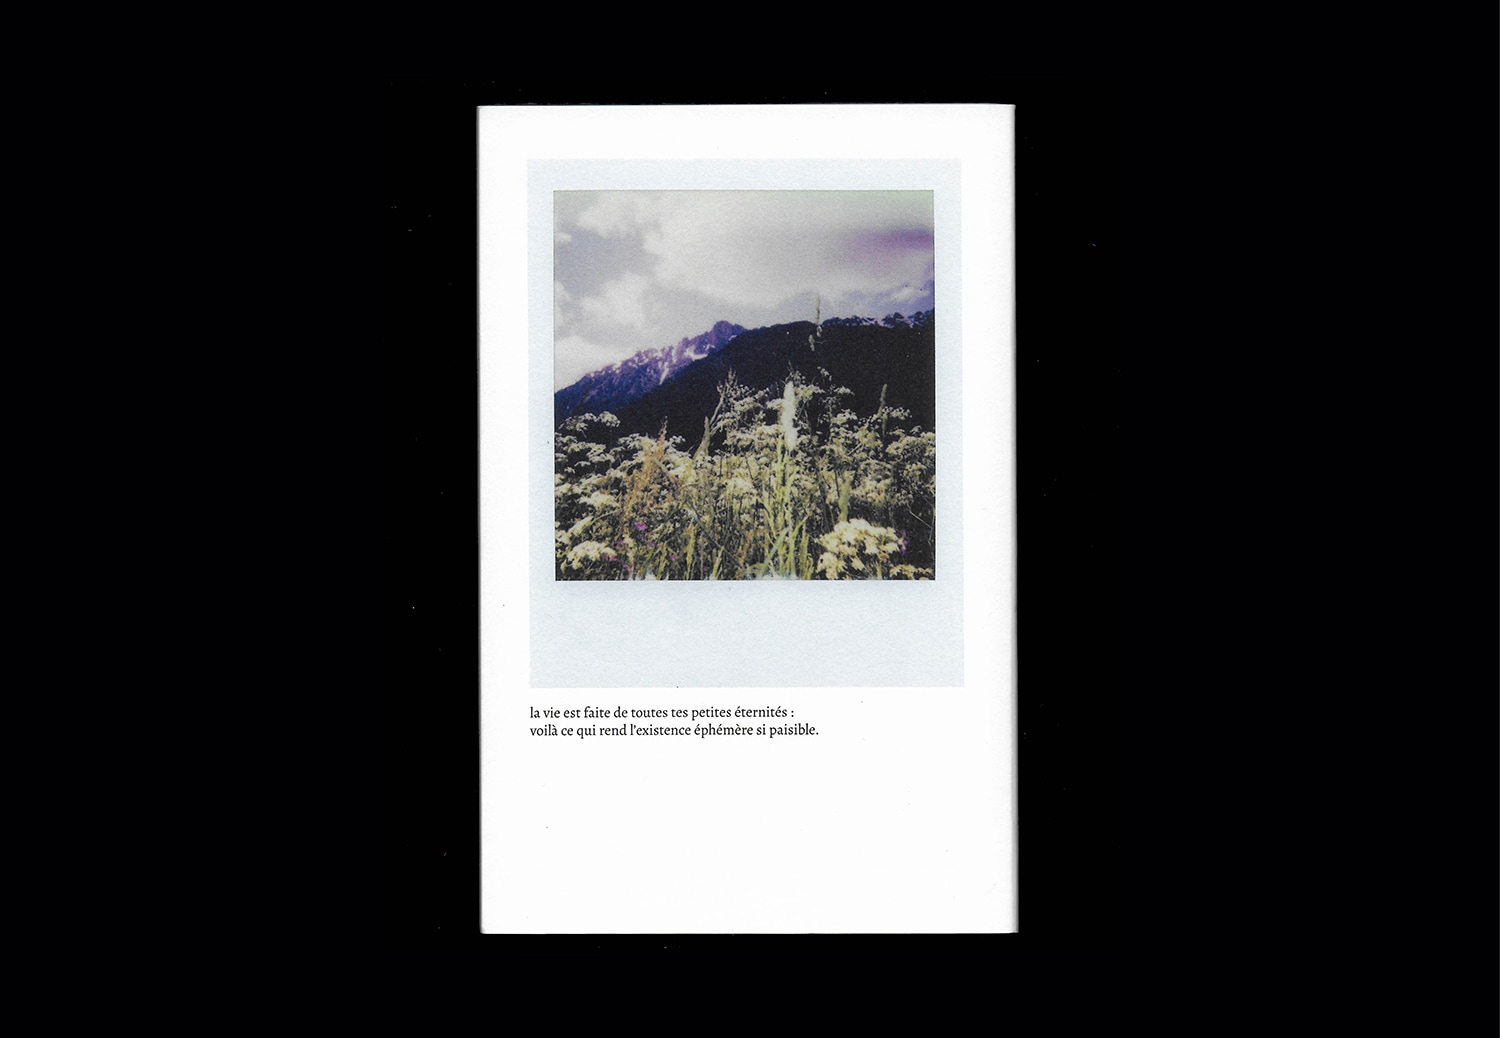 la vie est faite de toutes tes petites éternités :
voilà ce qui rend l'existence éphémère si paisible.